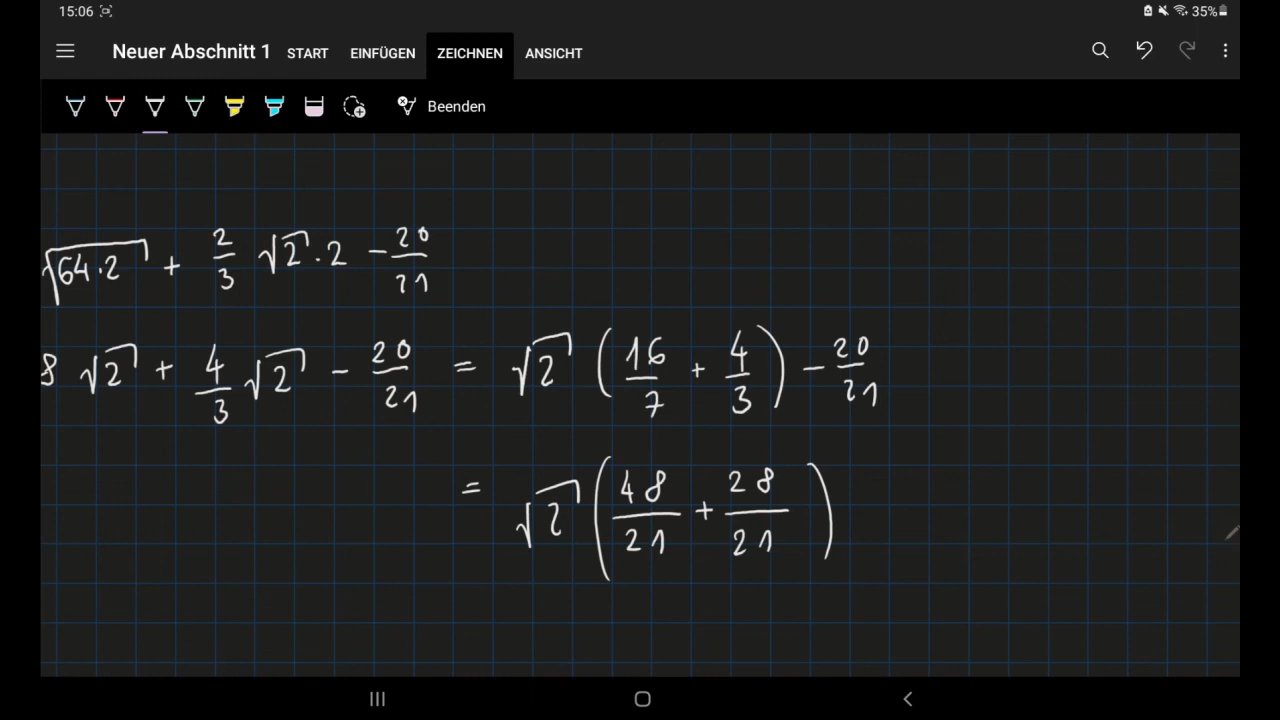 15:06 35%
Neuer Abschnitt 1 START EINFÜGEN ZEICHNEN ANSICHT
Beenden
√64·2 + 2/3 √2 · 2 − 20/21
8 √2 + 4/3 √2 − 20/21 = √2 (16/7 + 4/3) − 20/21
= √2 (48/21 + 28/21)